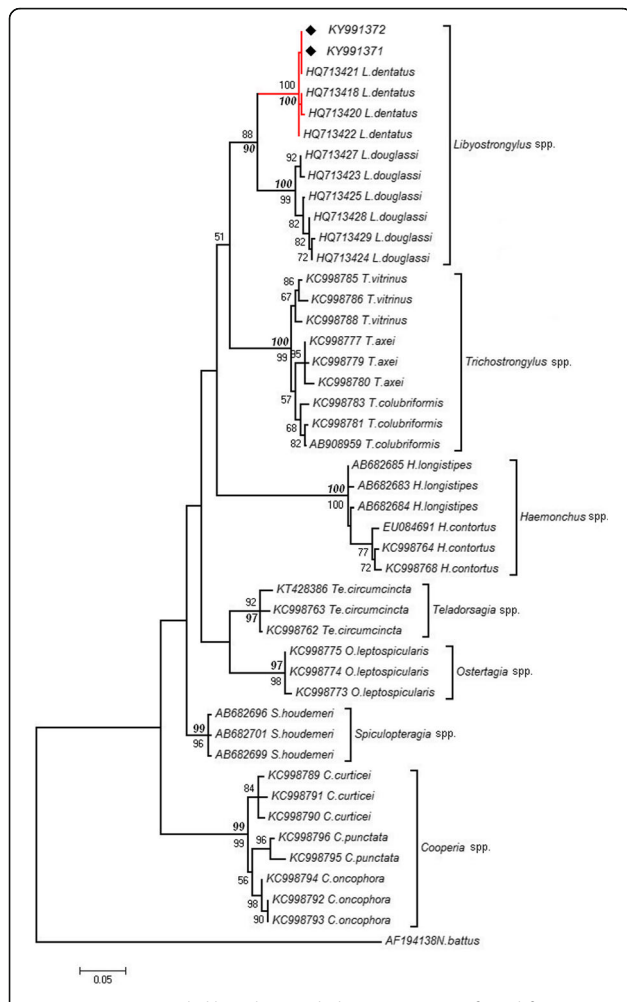 KY991372
KY991371
HQ713421 L.dentatus
100
HQ713418 L.dentatus
100
HQ713420 L.dentatus
HQ713422 L.dentatus
Libyostrongylus spp.
88
90
92
HQ713427 L.douglassi
HQ713423 L.douglassi
100
99
HQ713425 L.douglassi
82
HQ713428 L.douglassi
82
HQ713429 L.douglassi
72
HQ713424 L.douglassi
51
86
KC998785 T.vitrinus
67
KC998786 T.vitrinus
KC998788 T.vitrinus
100
99
95
KC998777 T.axei
KC998779 T.axei
Trichostrongylus spp.
KC998780 T.axei
57
KC998783 T.colubriformis
68
KC998781 T.colubriformis
82
AB908959 T.colubriformis
AB682685 H.longistipes
100
AB682683 H.longistipes
100
AB682684 H.longistipes
EU084691 H.contortus
Haemonchus spp.
77
KC998764 H.contortus
72
KC998768 H.contortus
KT428386 Te.circumcincta
92
KC998763 Te.circumcincta
97
Teladorsagia spp.
KC998762 Te.circumcincta
KC998775 O.leptospicularis
97
KC998774 O.leptospicularis
98
Ostertagia spp.
KC998773 O.leptospicularis
AB682696 S.houdemeri
99
AB682701 S.houdemeri
96
Spiculopteragia spp.
AB682699 S.houdemeri
KC998789 C.curticei
84
KC998791 C.curticei
KC998790 C.curticei
99
99
96
KC998796 C.punctata
Cooperia spp.
KC998795 C.punctata
56
KC998794 C.oncophora
98
KC998792 C.oncophora
90
KC998793 C.oncophora
AF194138N.battus
0.05